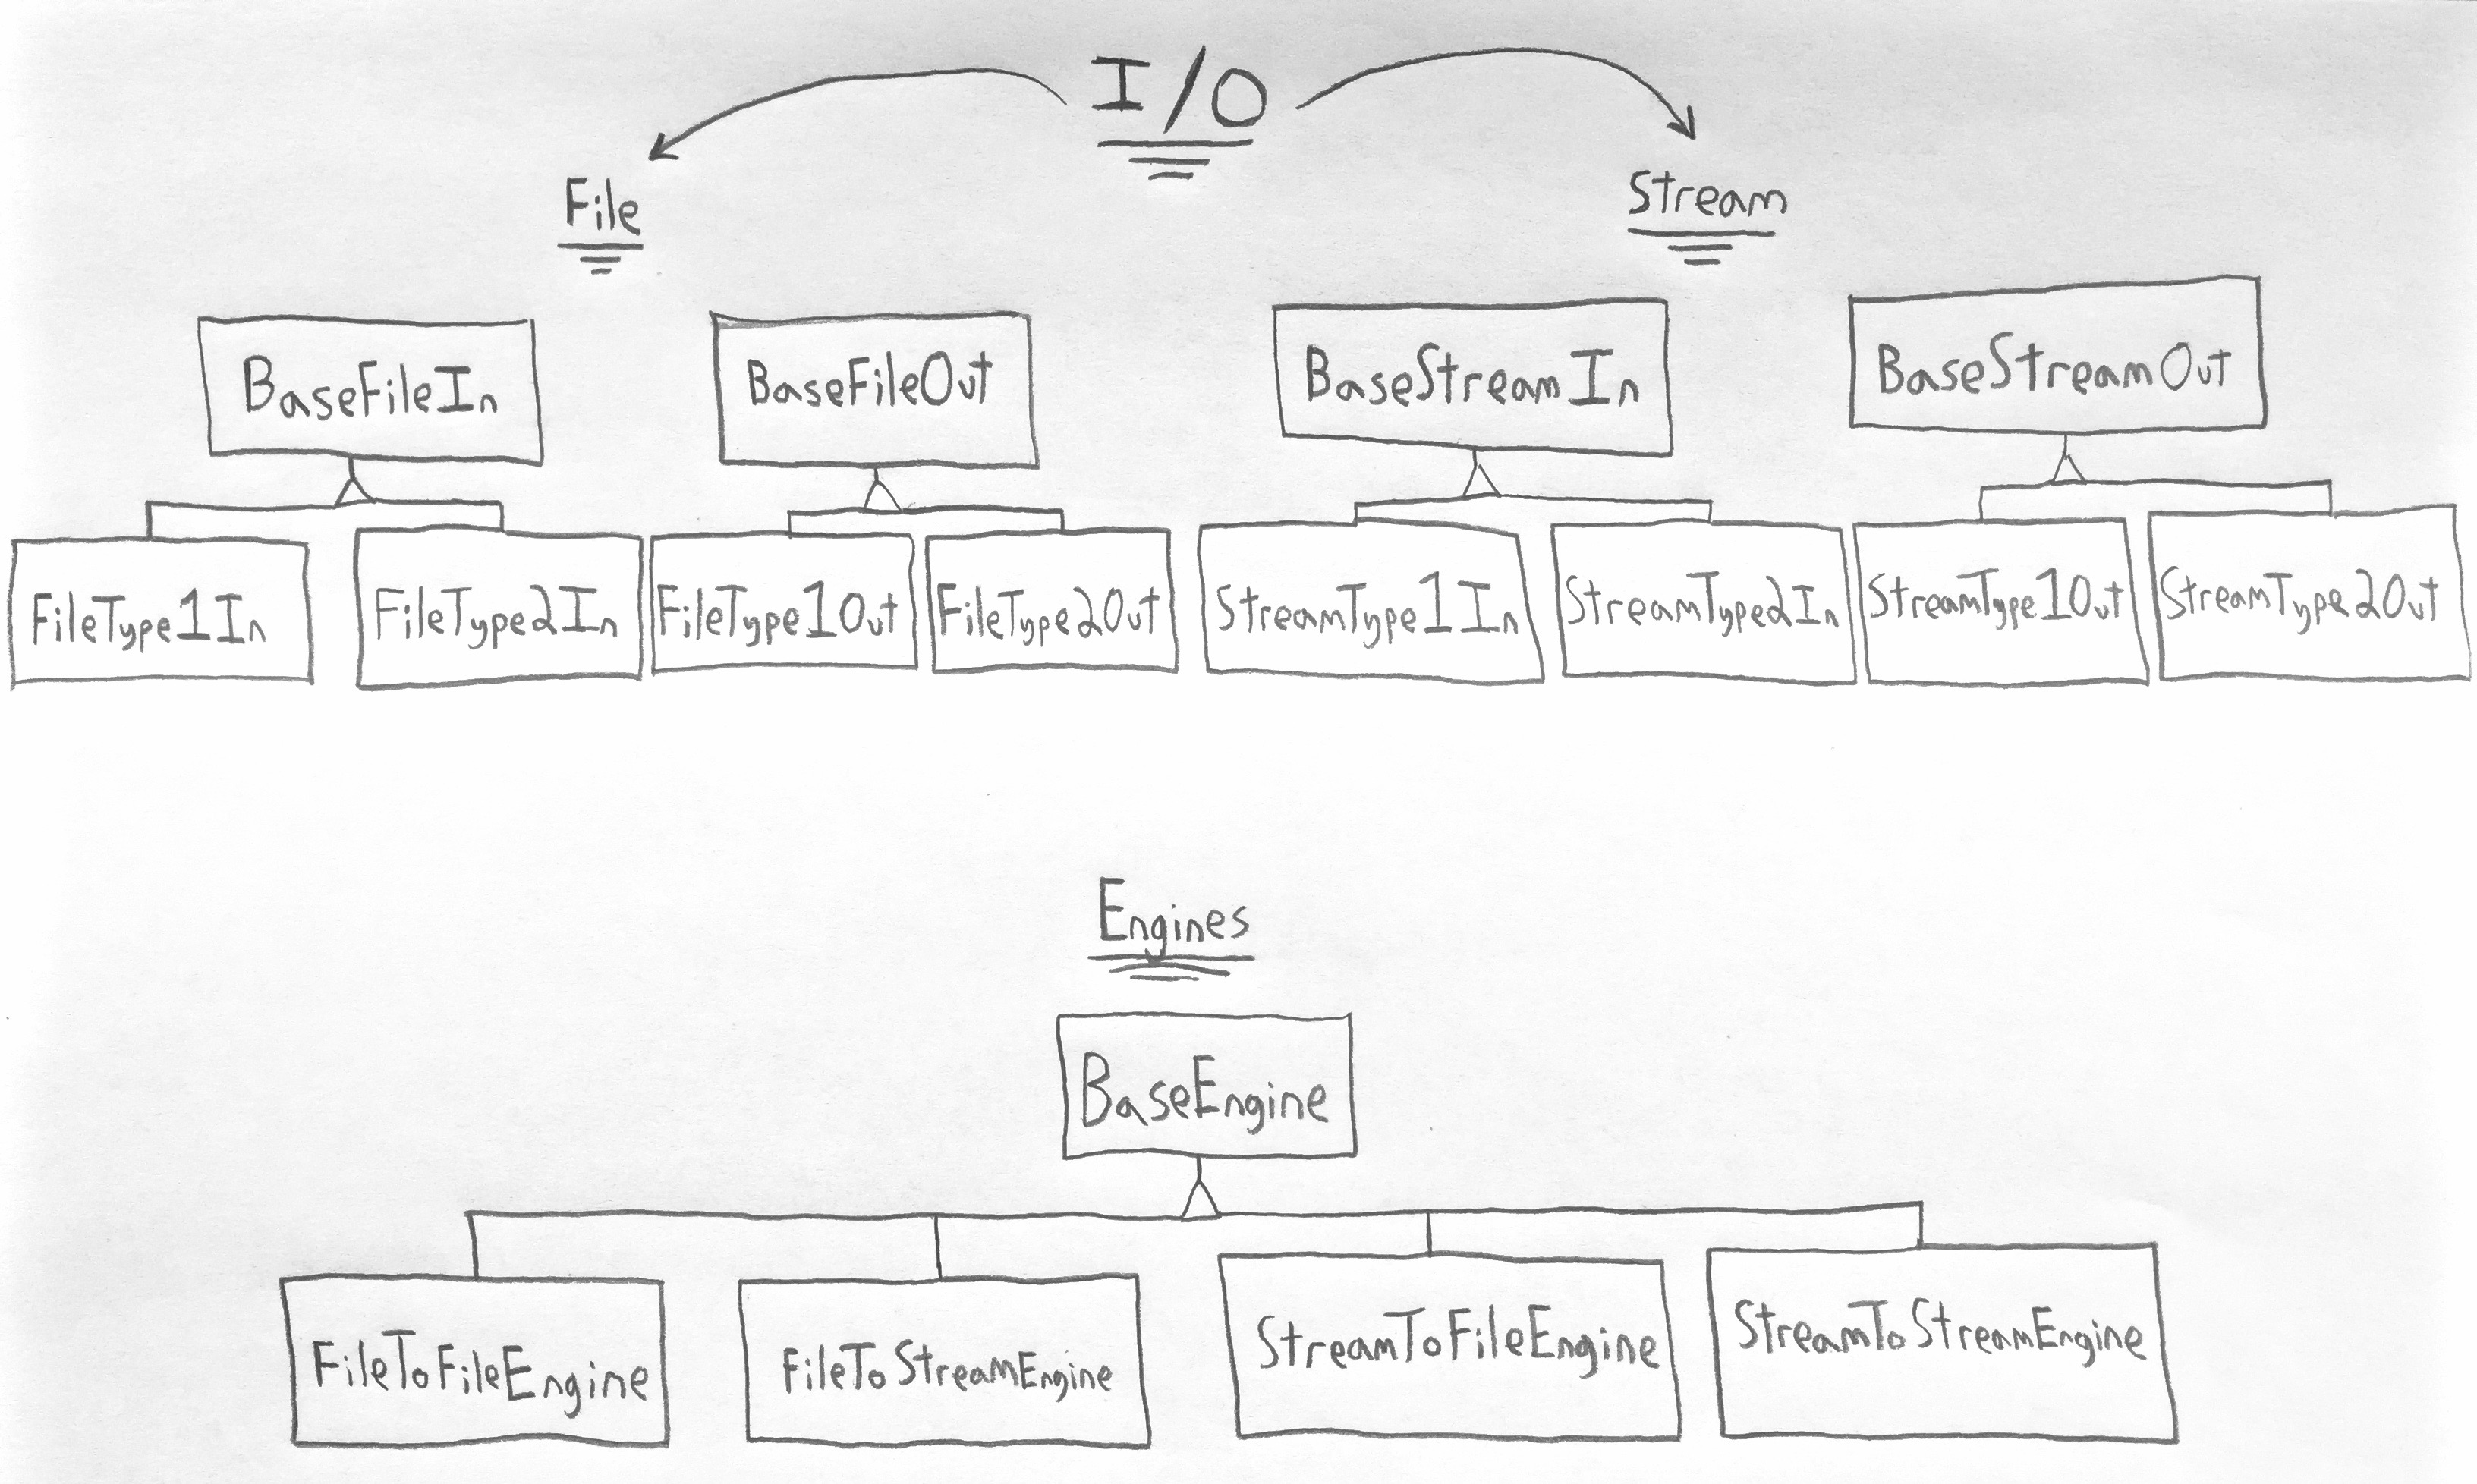 I/O
File
Stream
BaseFileIn
BaseFileOut
BaseStreamIn
BaseStreamOut
FileType1In
FileType2In
FileType1Out
FileType2Out
StreamType1In
StreamType2In
StreamType1Out
StreamType2Out
Engines
BaseEngine
FileToFileEngine
FileToStreamEngine
StreamToFileEngine
StreamToStreamEngine